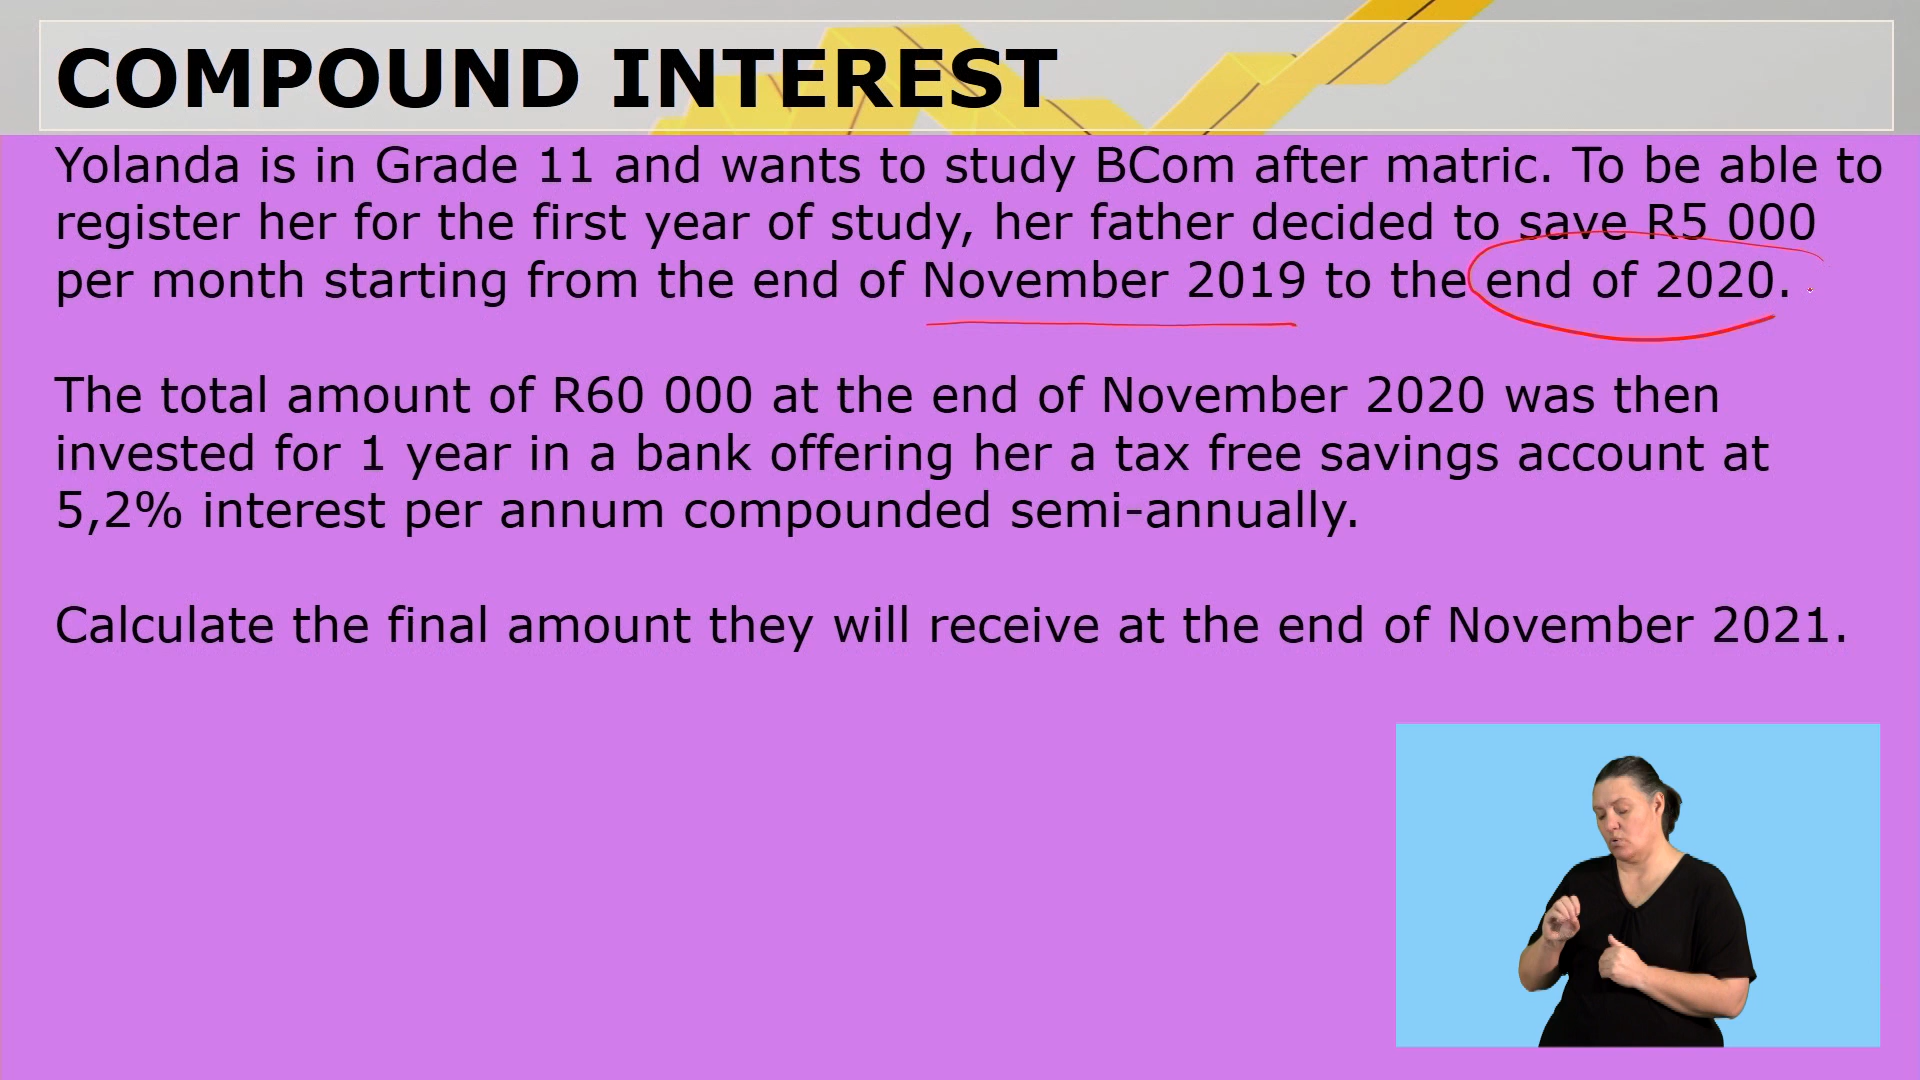 COMPOUND INTEREST
Yolanda is in Grade 11 and wants to study BCom after matric. To be able to
register her for the first year of study, her father decided to save R5 000
per month starting from the end of November 2019 to the end of 2020.
The total amount of R60 000 at the end of November 2020 was then
invested for 1 year in a bank offering her a tax free savings account at
5,2% interest per annum compounded semi-annually.
Calculate the final amount they will receive at the end of November 2021.